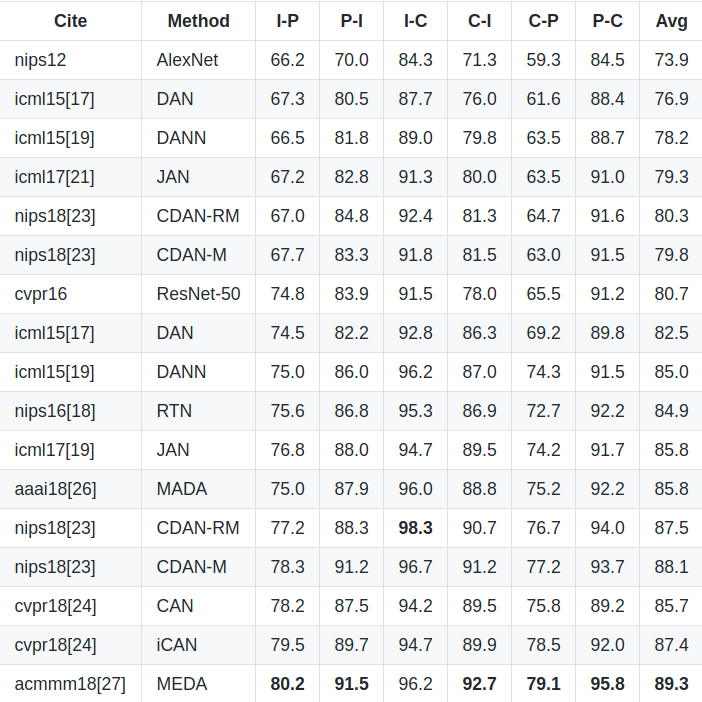 Cite Method I-P P-I I-C C-I C-P P-C Avg
nips12 AlexNet 66.2 70.0 84.3 71.3 59.3 84.5 73.9
icml15[17] DAN 67.3 80.5 87.7 76.0 61.6 88.4 76.9
icml15[19] DANN 66.5 81.8 89.0 79.8 63.5 88.7 78.2
icml17[21] JAN 67.2 82.8 91.3 80.0 63.5 91.0 79.3
nips18[23] CDAN-RM 67.0 84.8 92.4 81.3 64.7 91.6 80.3
nips18[23] CDAN-M 67.7 83.3 91.8 81.5 63.0 91.5 79.8
cvpr16 ResNet-50 74.8 83.9 91.5 78.0 65.5 91.2 80.7
icml15[17] DAN 74.5 82.2 92.8 86.3 69.2 89.8 82.5
icml15[19] DANN 75.0 86.0 96.2 87.0 74.3 91.5 85.0
nips16[18] RTN 75.6 86.8 95.3 86.9 72.7 92.2 84.9
icml17[19] JAN 76.8 88.0 94.7 89.5 74.2 91.7 85.8
aaai18[26] MADA 75.0 87.9 96.0 88.8 75.2 92.2 85.8
nips18[23] CDAN-RM 77.2 88.3 98.3 90.7 76.7 94.0 87.5
nips18[23] CDAN-M 78.3 91.2 96.7 91.2 77.2 93.7 88.1
cvpr18[24] CAN 78.2 87.5 94.2 89.5 75.8 89.2 85.7
cvpr18[24] iCAN 79.5 89.7 94.7 89.9 78.5 92.0 87.4
acmmm18[27] MEDA 80.2 91.5 96.2 92.7 79.1 95.8 89.3